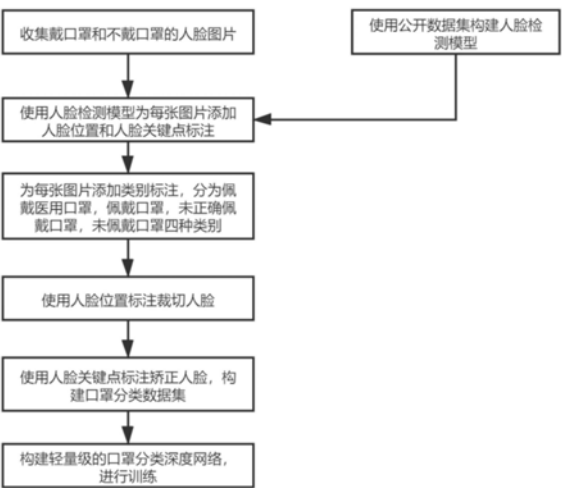 收集戴口罩和不戴口罩的人脸图片
使用公开数据集构建人脸检
测模型
使用人脸检测模型为每张图片添加
人脸位置和人脸关键点标注
为每张图片添加类别标注，分为佩
戴医用口罩，佩戴口罩，未正确佩
戴口罩，未佩戴口罩四种类别
使用人脸位置标注裁切人脸
使用人脸关键点标注矫正人脸，构
建口罩分类数据集
构建轻量级的口罩分类深度网络，
进行训练